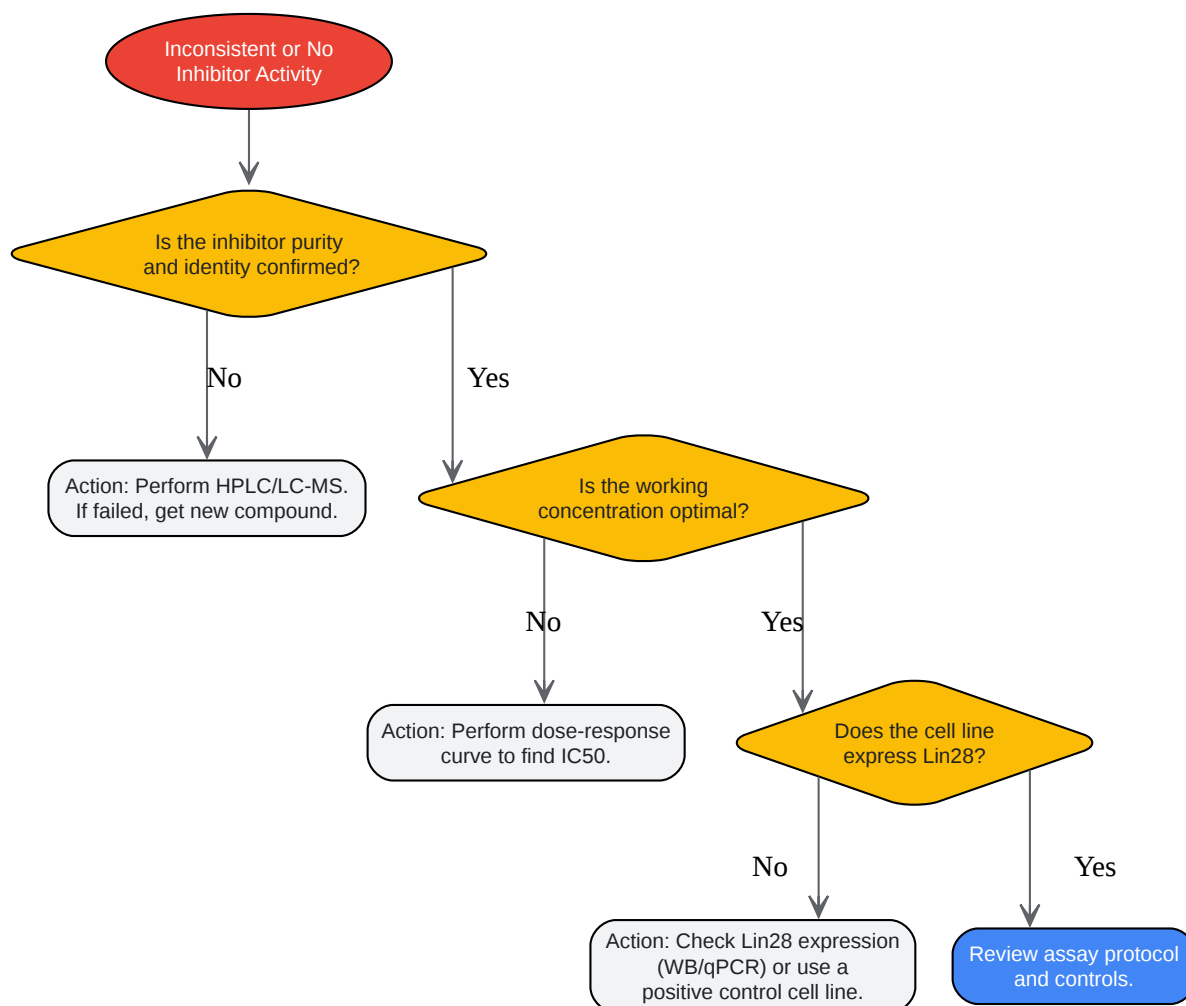 Inconsistent or No
Inhibitor Activity
Is the inhibitor purity
and identity confirmed?
No
Yes
Action: Perform HPLC/LC-MS.
If failed, get new compound.
Is the working
concentration optimal?
No
Yes
Action: Perform dose-response
curve to find IC50.
Does the cell line
express Lin28?
No
Yes
Action: Check Lin28 expression
(WB/qPCR) or use a
positive control cell line.
Review assay protocol
and controls.